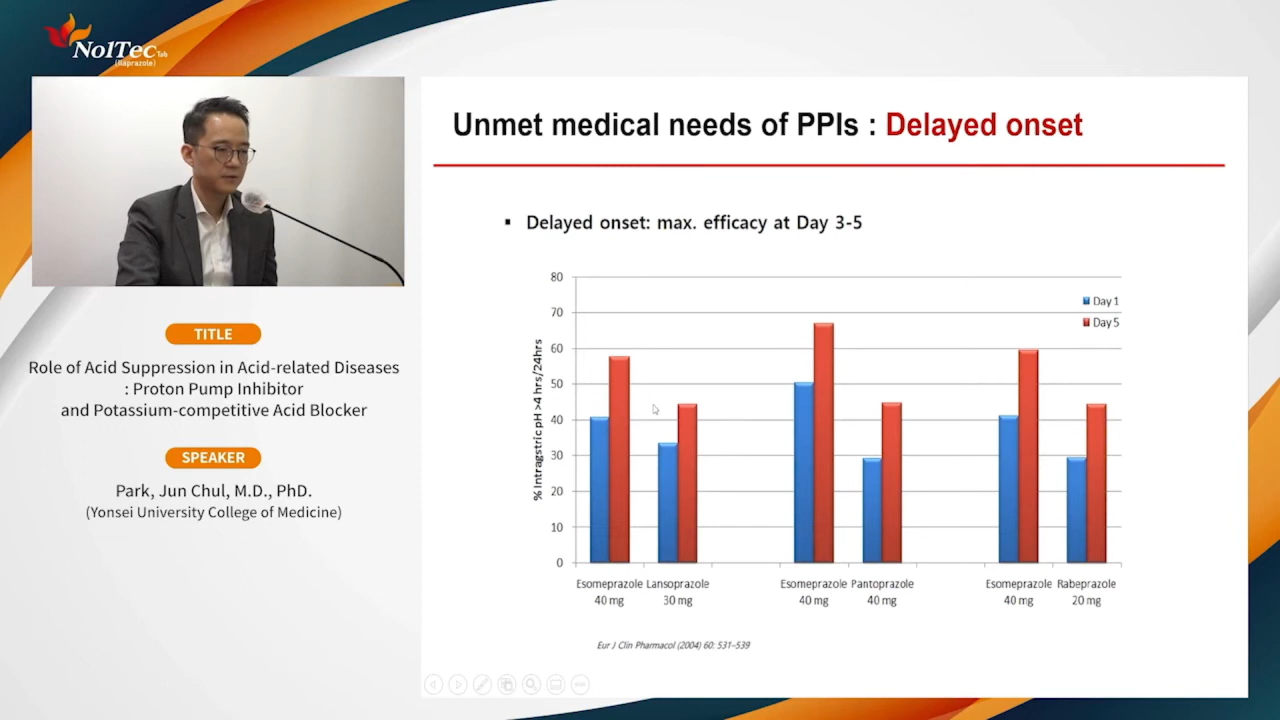 NolTec Tab
(Ilaprazole)
TITLE
Role of Acid Suppression in Acid-related Diseases
: Proton Pump Inhibitor
and Potassium-competitive Acid Blocker
SPEAKER
Park, Jun Chul, M.D., PhD.
(Yonsei University College of Medicine)
Unmet medical needs of PPIs : Delayed onset
▪ Delayed onset: max. efficacy at Day 3-5
% Intragstric pH >4 hrs/24hrs
80
70
60
50
40
30
20
10
0
Day 1
Day 5
Esomeprazole 40 mg
Lansoprazole 30 mg
Esomeprazole 40 mg
Pantoprazole 40 mg
Esomeprazole 40 mg
Rabeprazole 20 mg
Eur J Clin Pharmacol (2004) 60: 531–539